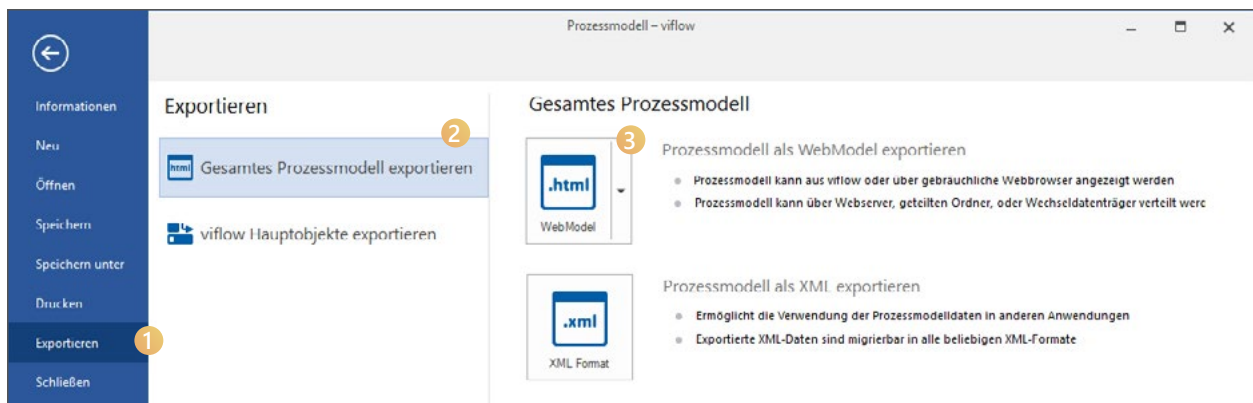 Prozessmodell – viflow
Informationen
Neu
Öffnen
Speichern
Speichern unter
Drucken
Exportieren
1
Schließen
Exportieren
2
html
Gesamtes Prozessmodell exportieren
viflow Hauptobjekte exportieren
Gesamtes Prozessmodell
3
.html
WebModel
Prozessmodell als WebModel exportieren
Prozessmodell kann aus viflow oder über gebräuchliche Webbrowser angezeigt werden
Prozessmodell kann über Webserver, geteilten Ordner, oder Wechseldatenträger verteilt werc
.xml
XML Format
Prozessmodell als XML exportieren
Ermöglicht die Verwendung der Prozessmodelldaten in anderen Anwendungen
Exportierte XML-Daten sind migrierbar in alle beliebigen XML-Formate